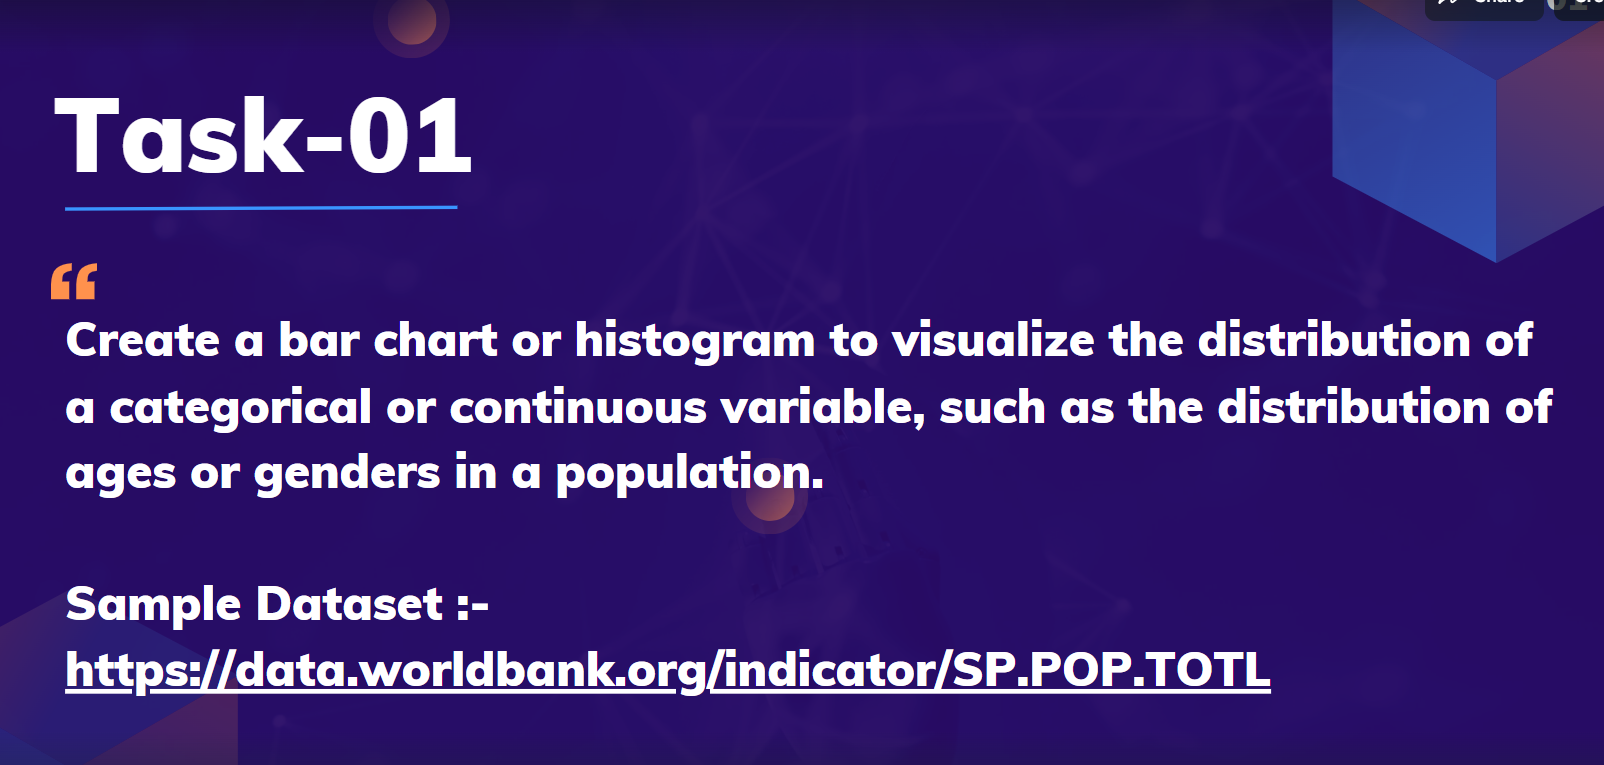 Task-01
“
Create a bar chart or histogram to visualize the distribution of
a categorical or continuous variable, such as the distribution of
ages or genders in a population.
Sample Dataset :-
https://data.worldbank.org/indicator/SP.POP.TOTL